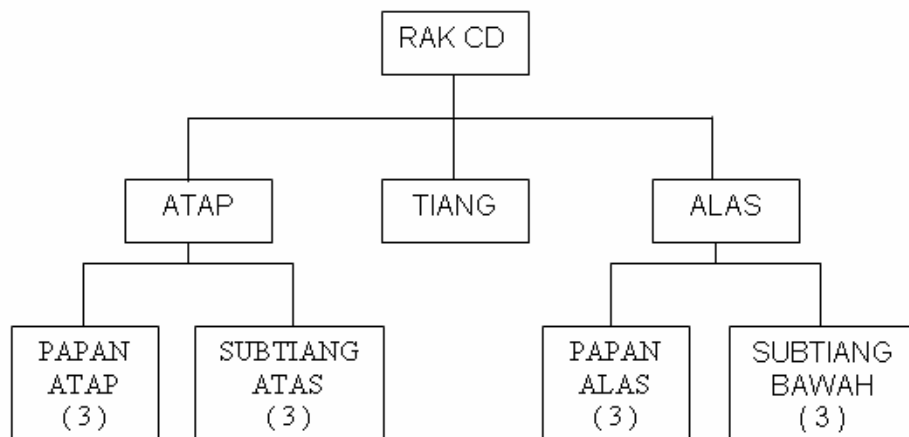 RAK CD
ATAP
TIANG
ALAS
PAPAN
ATAP
(3)
SUBTIANG
ATAS
(3)
PAPAN
ALAS
(3)
SUBTIANG
BAWAH
(3)